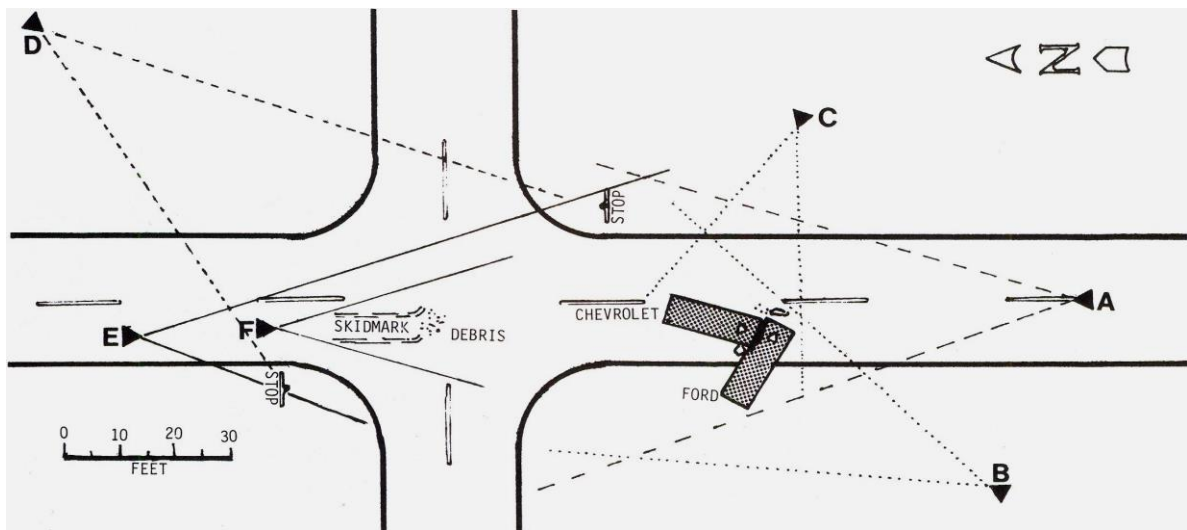 D
N
C
STOP
A
CHEVROLET
E
F
SKIDMARK
DEBRIS
STOP
FORD
0 10 20 30
FEET
B